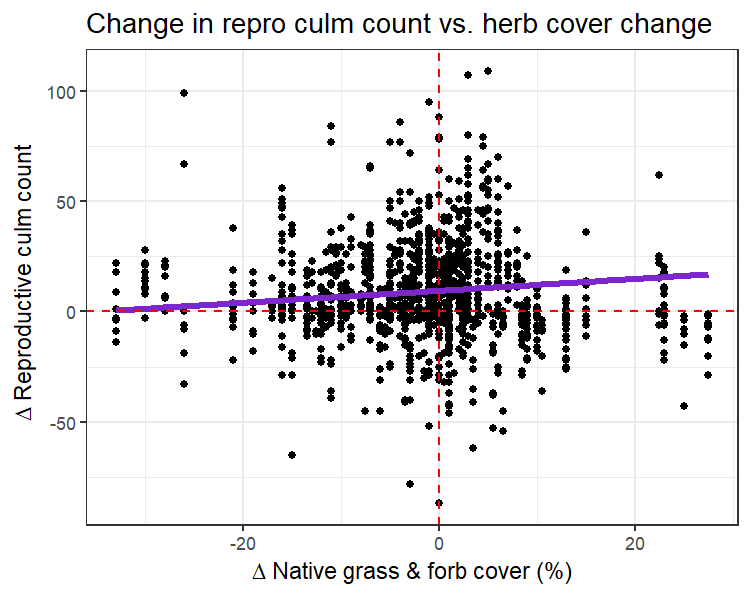 Change in repro culm count vs. herb cover change
Δ Reproductive culm count
100
50
0
-50
-20
0
20
Δ Native grass & forb cover (%)